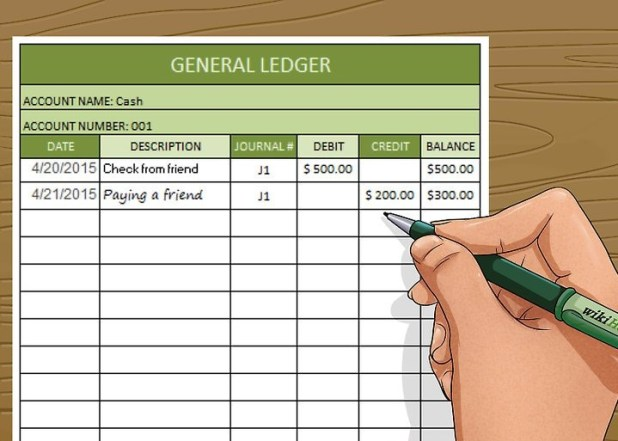 GENERAL LEDGER
ACCOUNT NAME: Cash
ACCOUNT NUMBER: 001
DATE DESCRIPTION JOURNAL # DEBIT CREDIT BALANCE
4/20/2015 Check from friend J1 $ 500.00 $500.00
4/21/2015 Paying a friend J1 $ 200.00 $300.00
wikiH